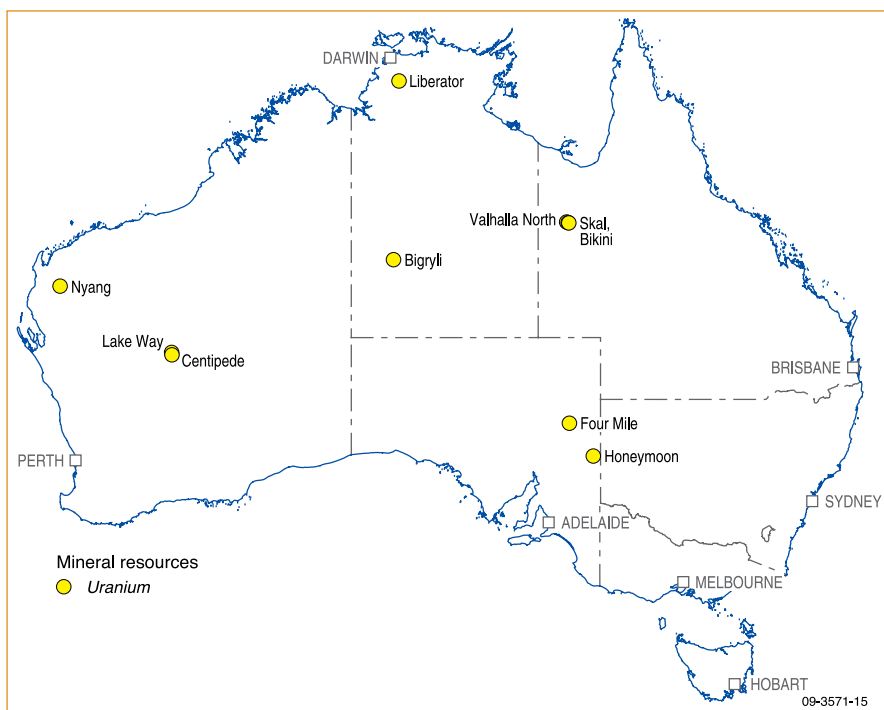 DARWIN
Liberator
Valhalla North
Skal,
Bikini
Bigryli
Nyang
Lake Way
Centipede
BRISBANE
Four Mile
Honeymoon
PERTH
SYDNEY
ADELAIDE
Mineral resources
Uranium
MELBOURNE
HOBART
09-3571-15